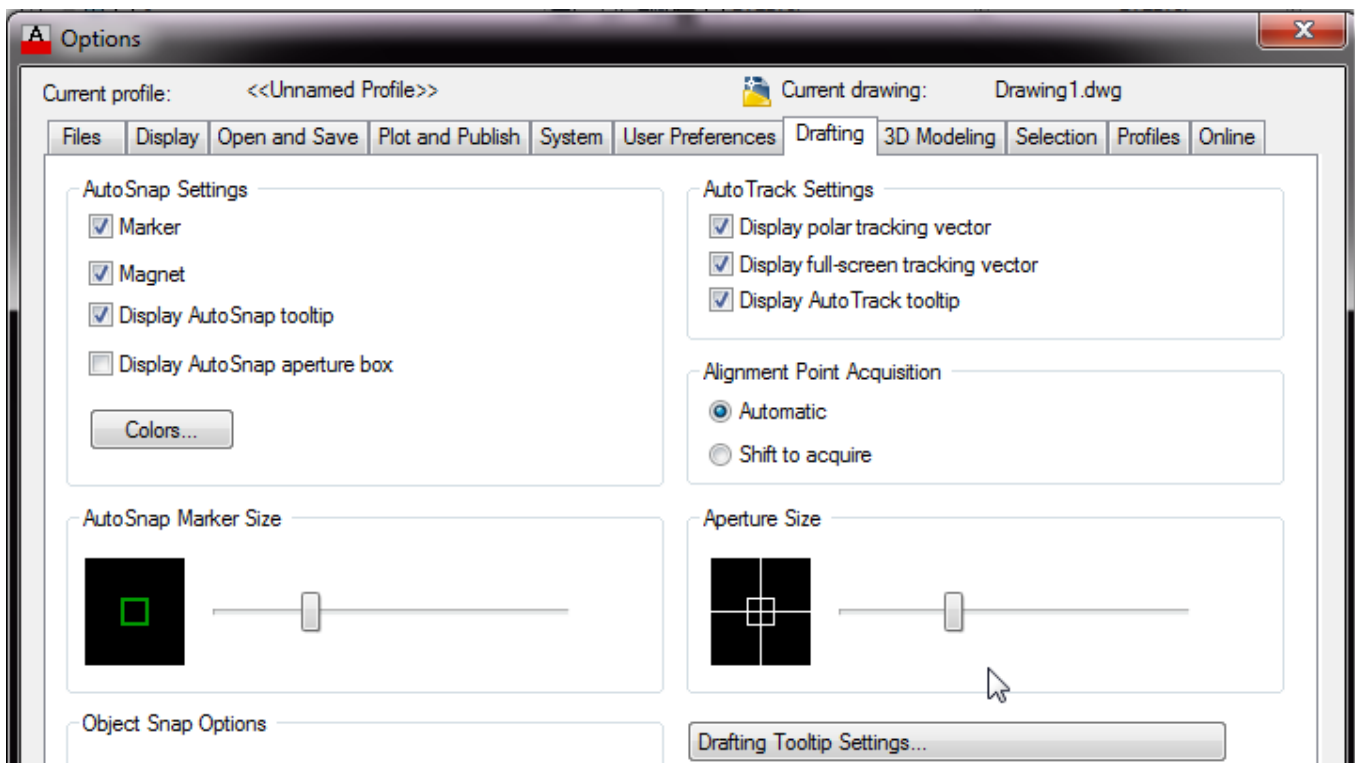 Options
Current profile: <<Unnamed Profile>> Current drawing: Drawing1.dwg
Files Display Open and Save Plot and Publish System User Preferences Drafting 3D Modeling Selection Profiles Online
AutoSnap Settings
Marker
Magnet
Display AutoSnap tooltip
Display AutoSnap aperture box
Colors...
AutoTrack Settings
Display polar tracking vector
Display full-screen tracking vector
Display AutoTrack tooltip
Alignment Point Acquisition
Automatic
Shift to acquire
AutoSnap Marker Size
Aperture Size
Object Snap Options
Drafting Tooltip Settings...